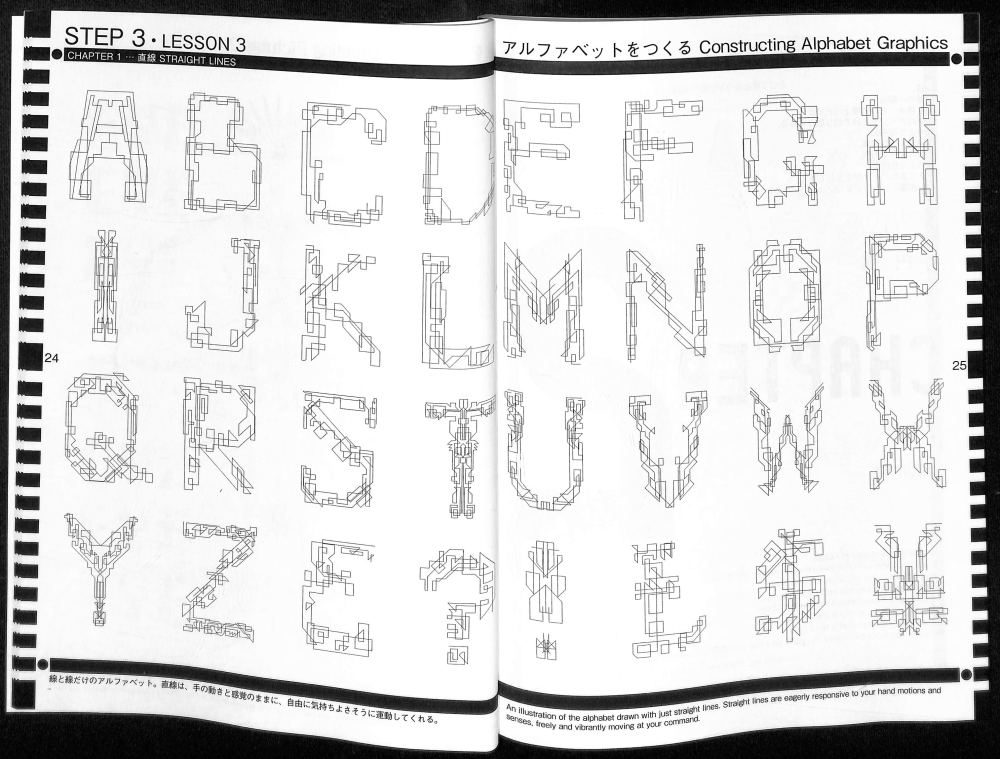 STEP 3・LESSON 3
CHAPTER 1 … 直線 STRAIGHT LINES
アルファベットをつくる Constructing Alphabet Graphics
A B C D E F G H
I J K L M N O P
24
25
Q R S T U V W X
Y Z E ? ! £ $ ¥
線と線だけのアルファベット。直線は、手の動きと感覚のままに、自由に気持ちよさそうに運動してくれる。
An illustration of the alphabet drawn with just straight lines. Straight lines are eagerly responsive to your hand motions and
senses, freely and vibrantly moving at your command.